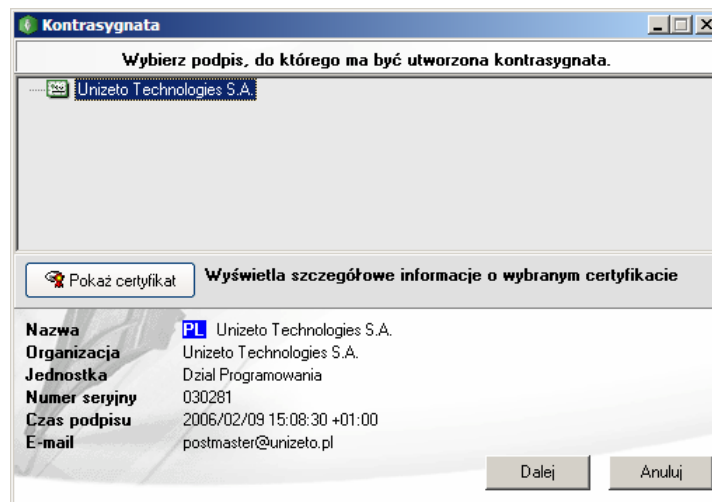 Kontrasygnata
Wybierz podpis, do którego ma być utworzona kontrasygnata.
Unizeto Technologies S.A.
Pokaż certyfikat
Wyświetla szczegółowe informacje o wybranym certyfikacie
Nazwa PL Unizeto Technologies S.A.
Organizacja Unizeto Technologies S.A.
Jednostka Dzial Programowania
Numer seryjny 030281
Czas podpisu 2006/02/09 15:08:30 +01:00
E-mail postmaster@unizeto.pl
Dalej Anuluj